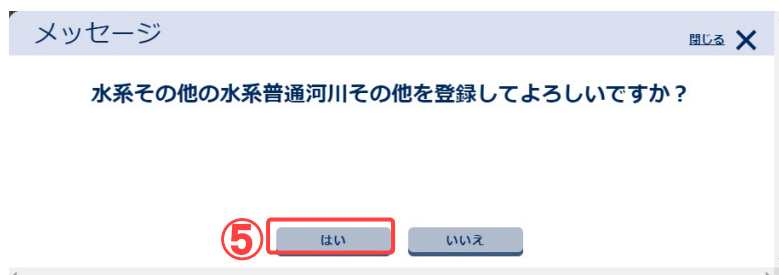 メッセージ
閉じる
水系その他の水系普通河川その他を登録してよろしいですか？
⑤ はい いいえ